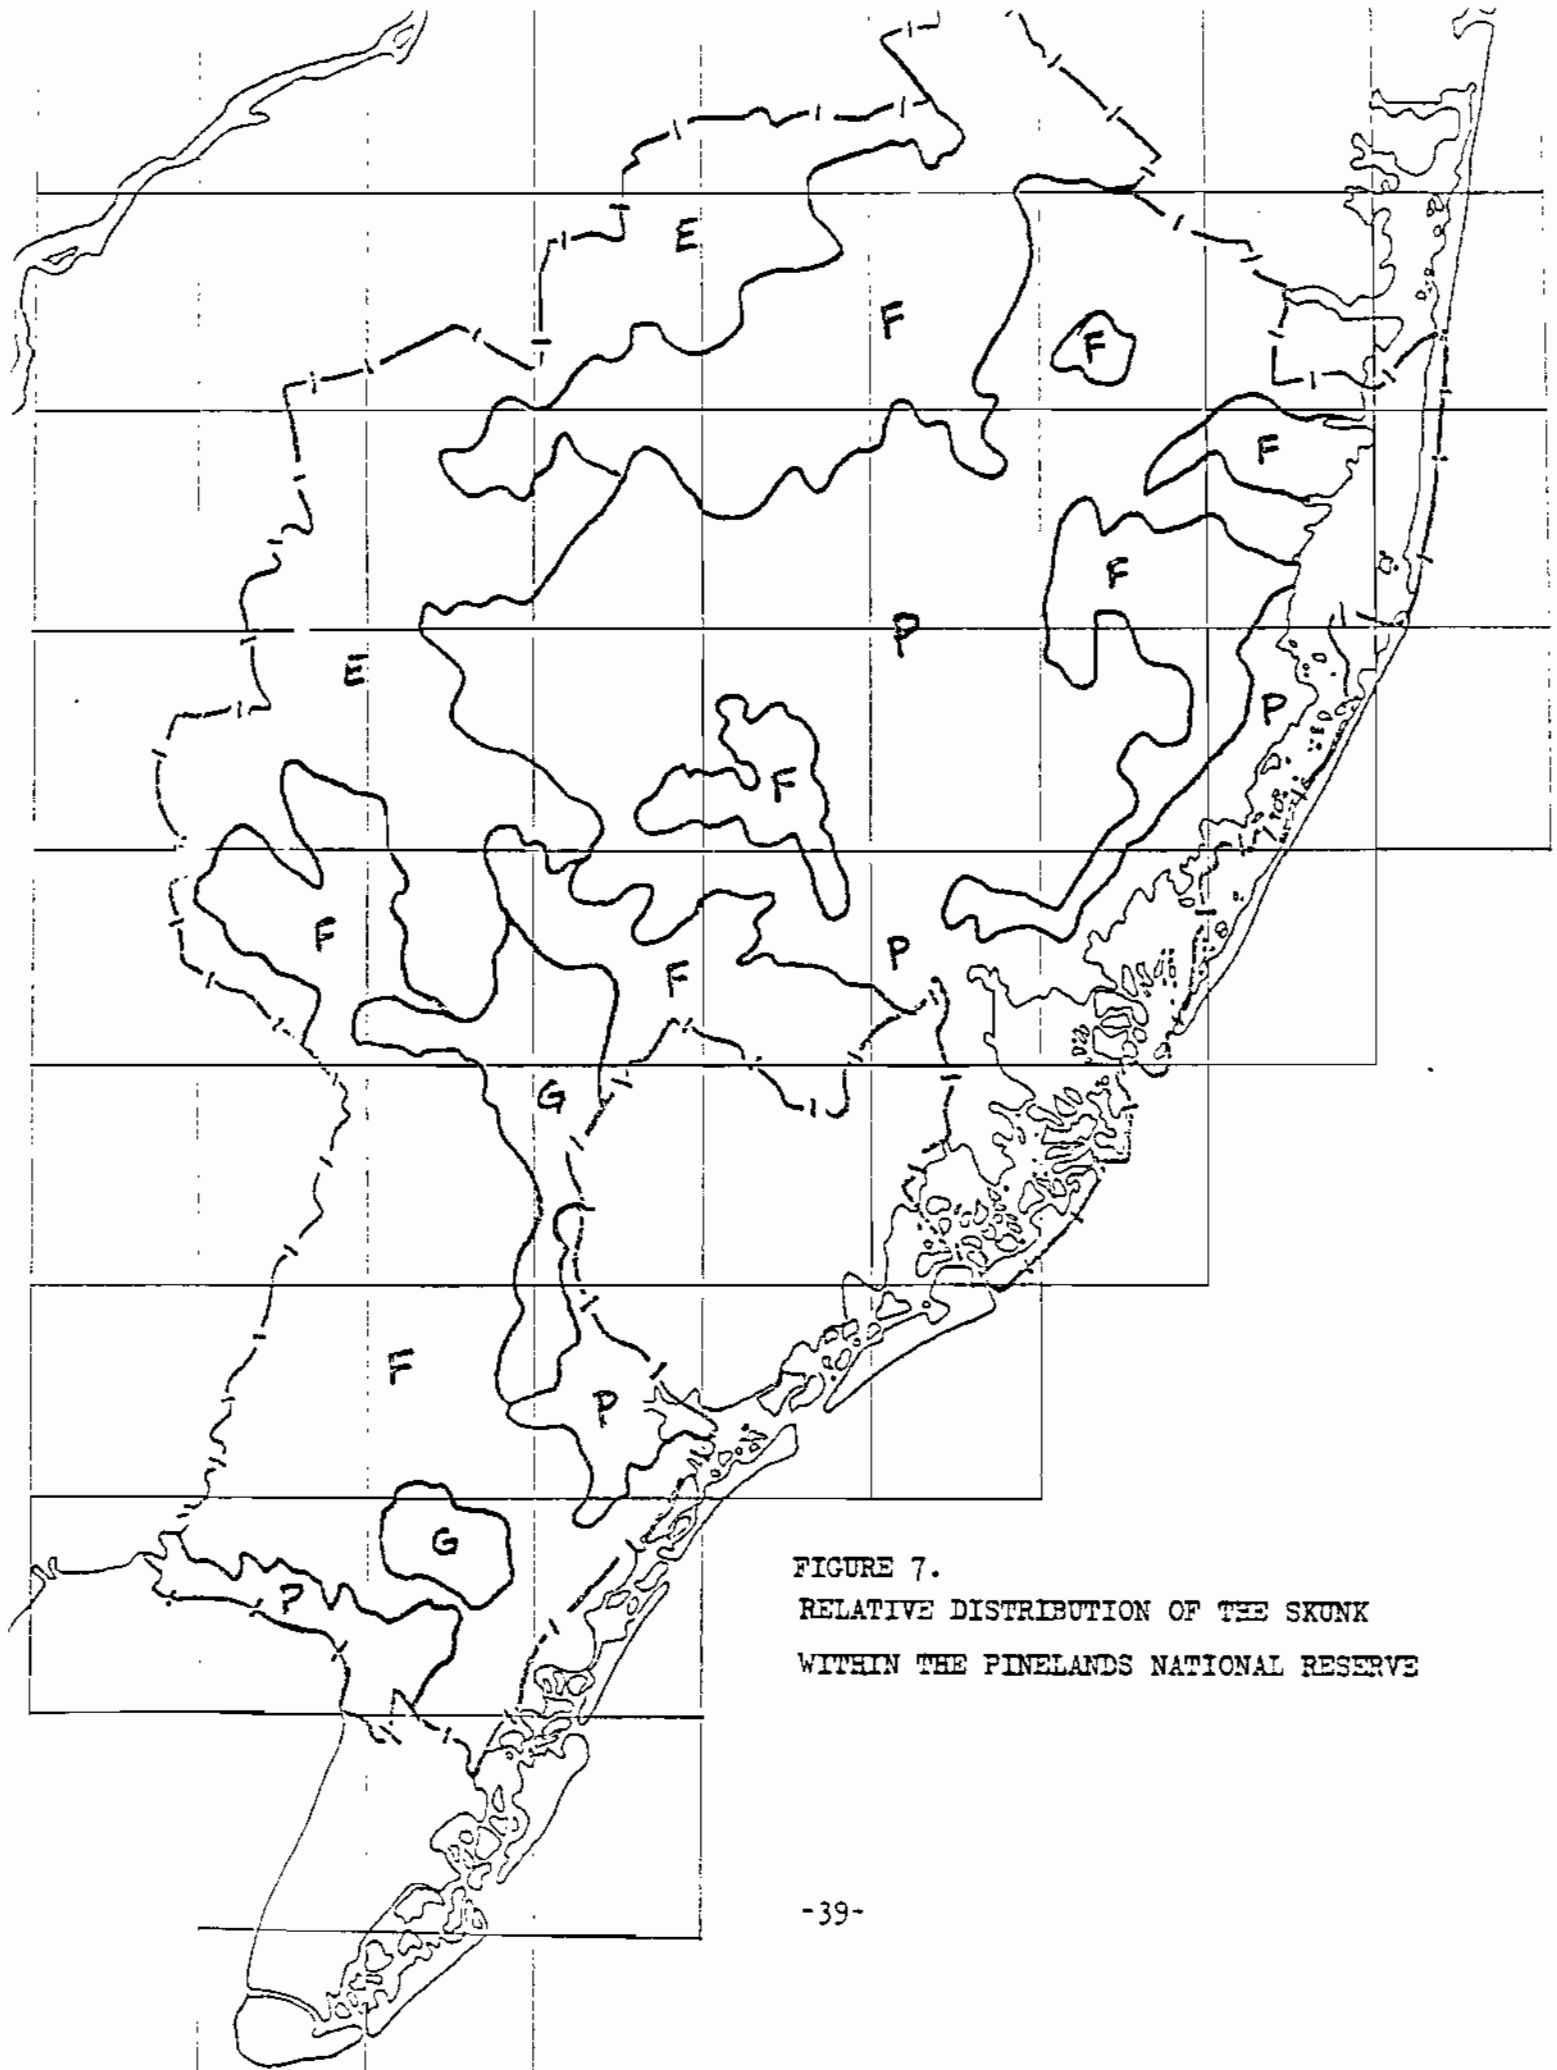 E
F
F
F
F
P
E
P
F
F
P
F
G
F
P
G
P
FIGURE 7.
RELATIVE DISTRIBUTION OF THE SKUNK
WITHIN THE PINELANDS NATIONAL RESERVE
-39-